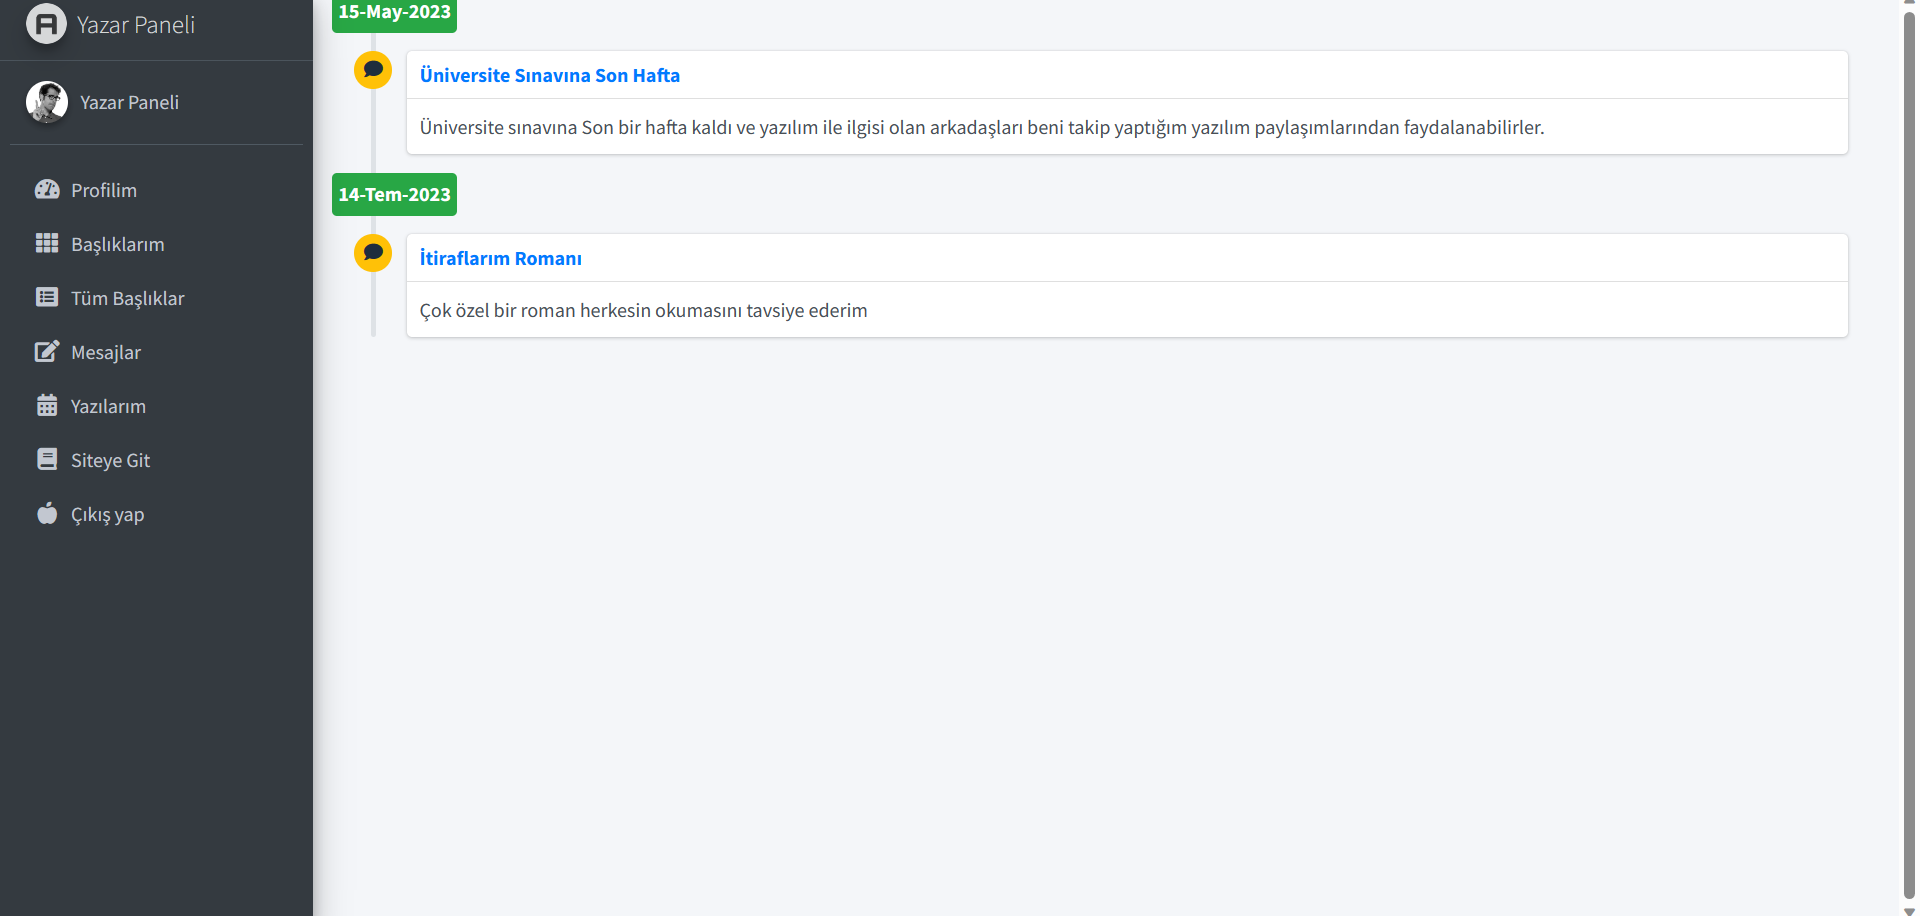 Yazar Paneli
Yazar Paneli
Profilim
Başlıklarım
Tüm Başlıklar
Mesajlar
Yazılarım
Siteye Git
Çıkış yap
15-May-2023
Üniversite Sınavına Son Hafta
Üniversite sınavına Son bir hafta kaldı ve yazılım ile ilgisi olan arkadaşları beni takip yaptığım yazılım paylaşımlarından faydalanabilirler.
14-Tem-2023
İtiraflarım Romanı
Çok özel bir roman herkesin okumasını tavsiye ederim